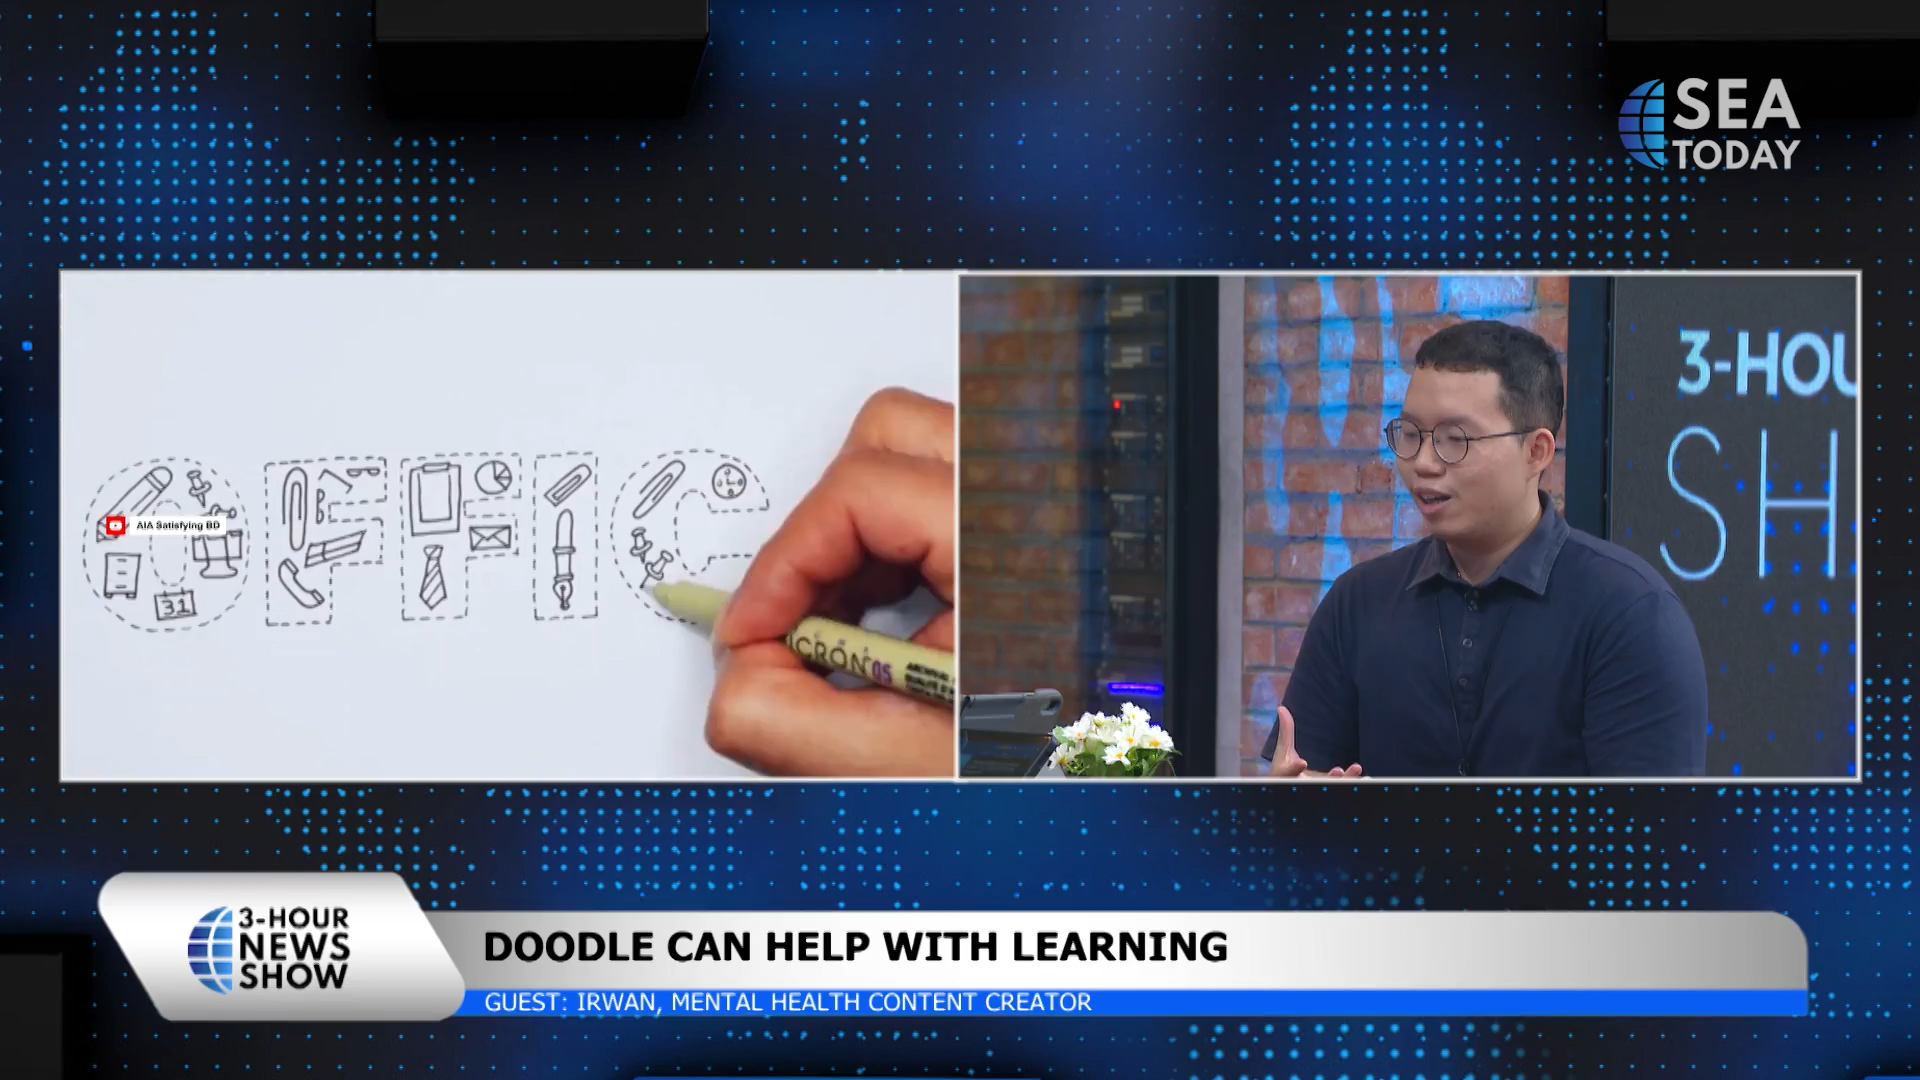 SEA
TODAY
3-HOU
SH
AIA Satisfying BD
31
ICRON 05
3-HOUR
NEWS
SHOW
DOODLE CAN HELP WITH LEARNING
GUEST: IRWAN, MENTAL HEALTH CONTENT CREATOR